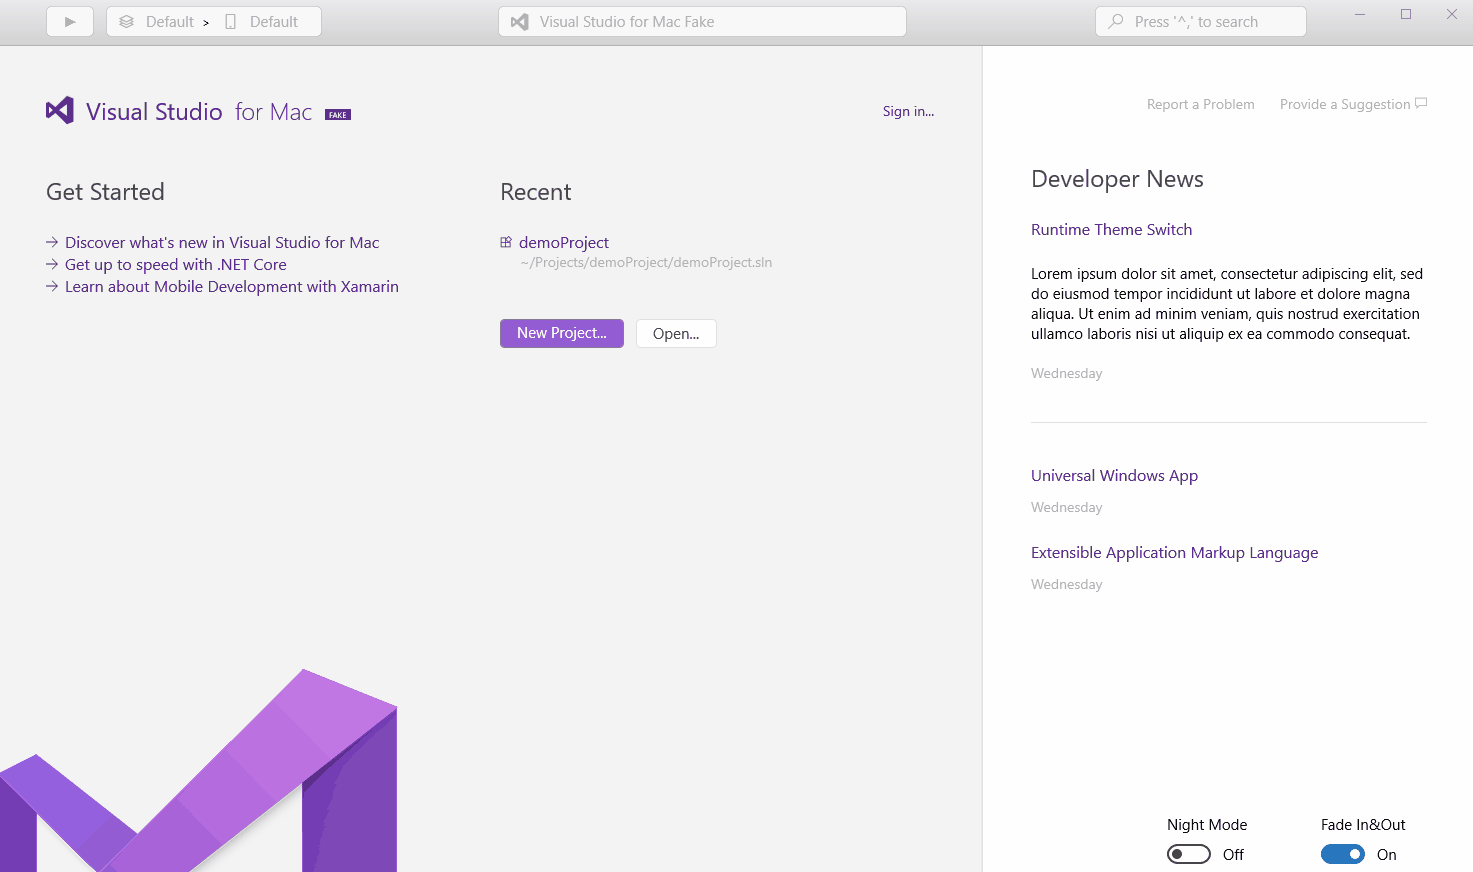 Default > Default
Visual Studio for Mac Fake
Press '^,' to search
Visual Studio for Mac FAKE
Sign in...
Get Started
Discover what's new in Visual Studio for Mac
Get up to speed with .NET Core
Learn about Mobile Development with Xamarin
Recent
demoProject
~/Projects/demoProject/demoProject.sln
New Project...
Open...
Report a Problem
Provide a Suggestion
Developer News
Runtime Theme Switch
Lorem ipsum dolor sit amet, consectetur adipiscing elit, sed
do eiusmod tempor incididunt ut labore et dolore magna
aliqua. Ut enim ad minim veniam, quis nostrud exercitation
ullamco laboris nisi ut aliquip ex ea commodo consequat.
Wednesday
Universal Windows App
Wednesday
Extensible Application Markup Language
Wednesday
Night Mode
Off
Fade In&Out
On